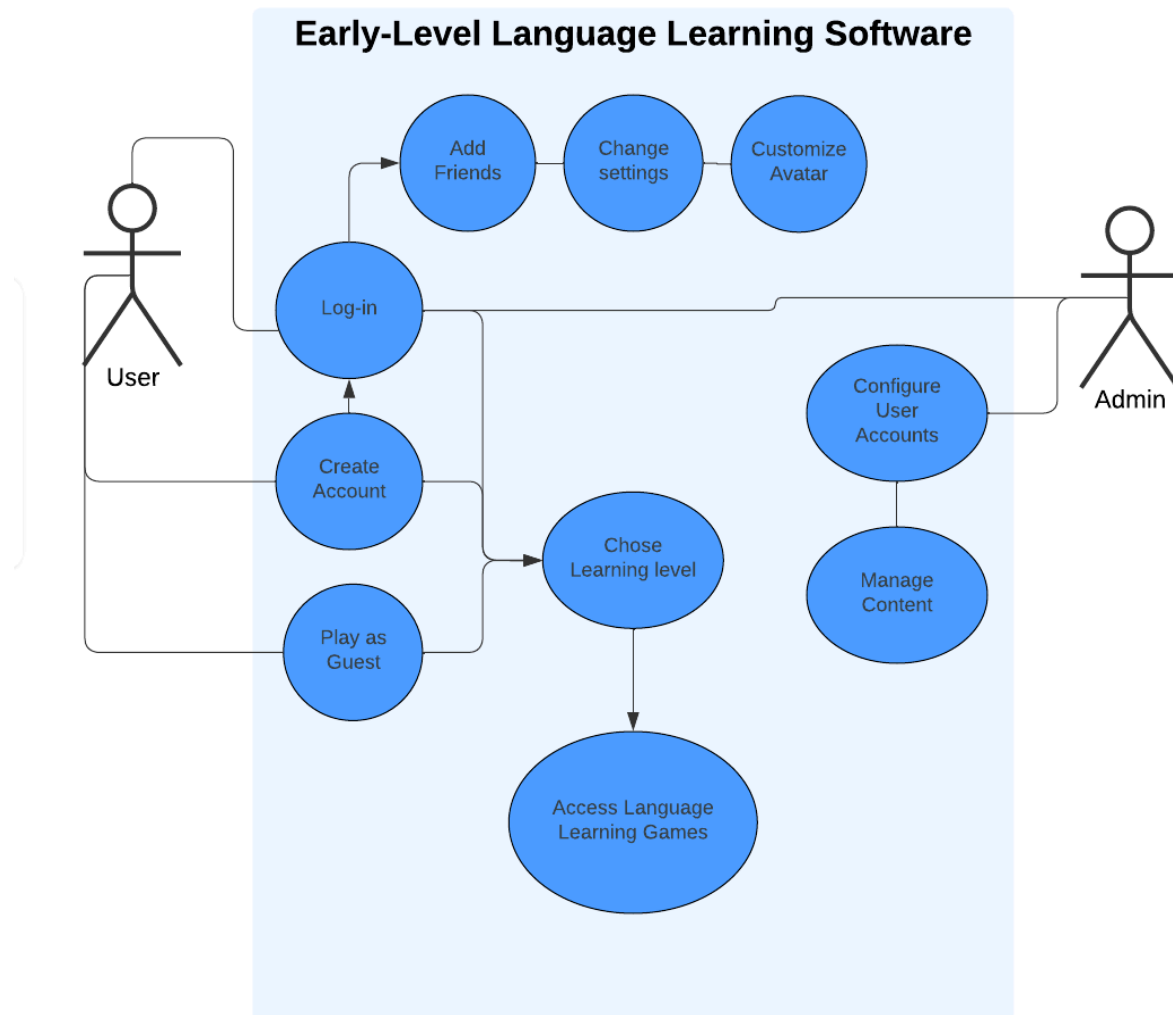 Early-Level Language Learning Software
Add
Friends
Change
settings
Customize
Avatar
Log-in
User
Configure
User
Accounts
Admin
Create
Account
Chose
Learning level
Manage
Content
Play as
Guest
Access Language
Learning Games